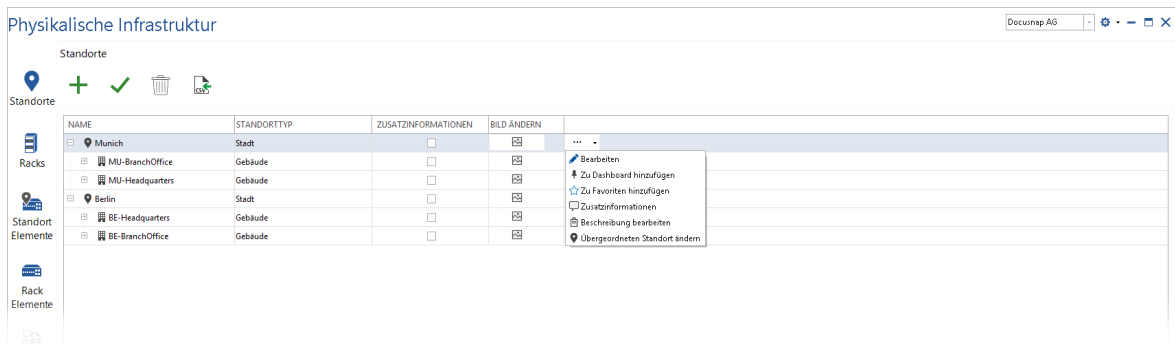 Physikalische Infrastruktur
Docusnap AG
Standorte
Standorte
CSV
NAME STANDORTTYP ZUSATZINFORMATIONEN BILD ÄNDERN
Munich Stadt
MU-BranchOffice Gebäude
MU-Headquarters Gebäude
Berlin Stadt
BE-Headquarters Gebäude
BE-BranchOffice Gebäude
Bearbeiten
Zu Dashboard hinzufügen
Zu Favoriten hinzufügen
Zusatzinformationen
Beschreibung bearbeiten
Übergeordneten Standort ändern
Racks
Standort
Elemente
Rack
Elemente